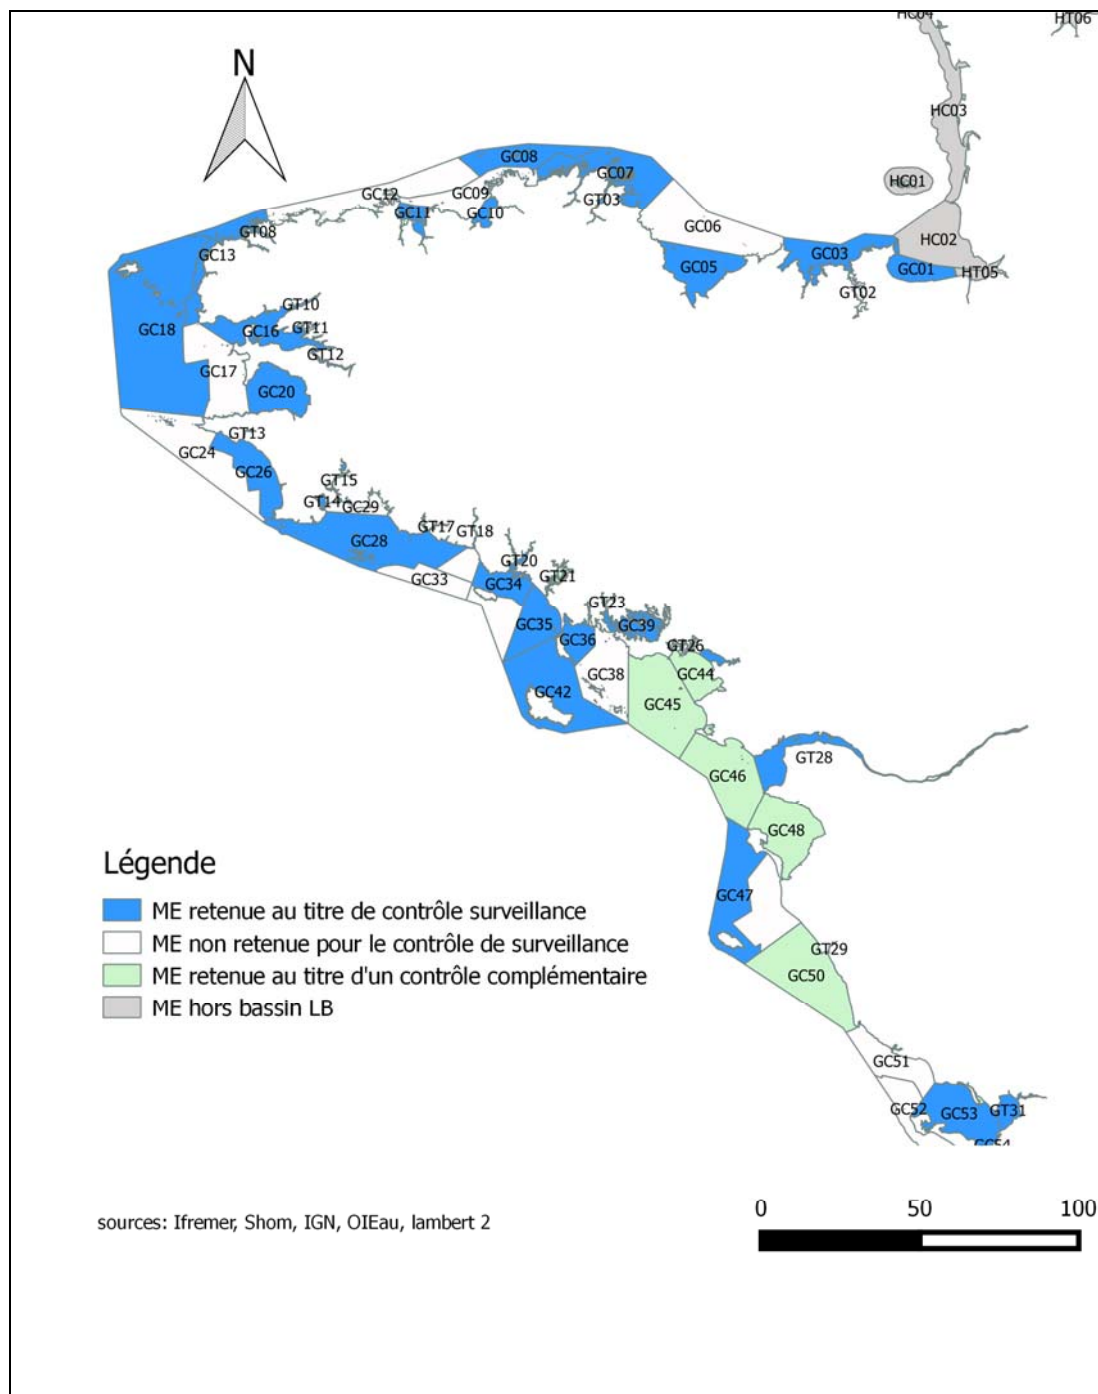 HC04
HT06
N
HC03
GC08
GC07
HC01
GC12
GC09
GT03
GC11
GC10
GT08
GC06
GC13
GC03
HC02
GC05
GC01
HT05
GT02
GT10
GC18
GC16
GT11
GT12
GC17
GC20
GT13
GC24
GC26
GT15
GT14
GC29
GT17
GT18
GC28
GT20
GC33
GC34
GT21
GT23
GC35
GC36
GC39
GT26
GC38
GC44
GC42
GC45
GT28
GC46
GC48
Légende
GC47
ME retenue au titre de contrôle surveillance
ME non retenue pour le contrôle de surveillance
GT29
ME retenue au titre d'un contrôle complémentaire
GC50
ME hors bassin LB
GC51
GC52
GC53
GT31
GC54
0 50 100
sources: Ifremer, Shom, IGN, OIEau, lambert 2